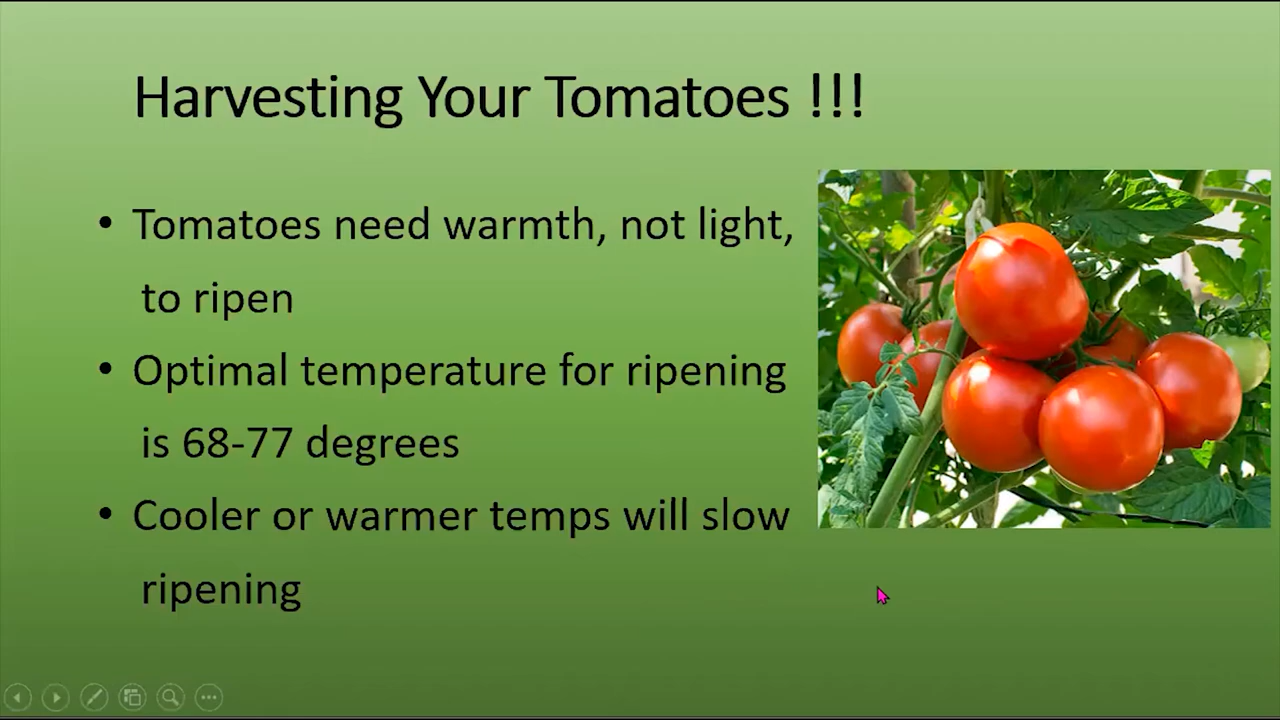 Harvesting Your Tomatoes !!!
• Tomatoes need warmth, not light,
to ripen
• Optimal temperature for ripening
is 68-77 degrees
• Cooler or warmer temps will slow
ripening